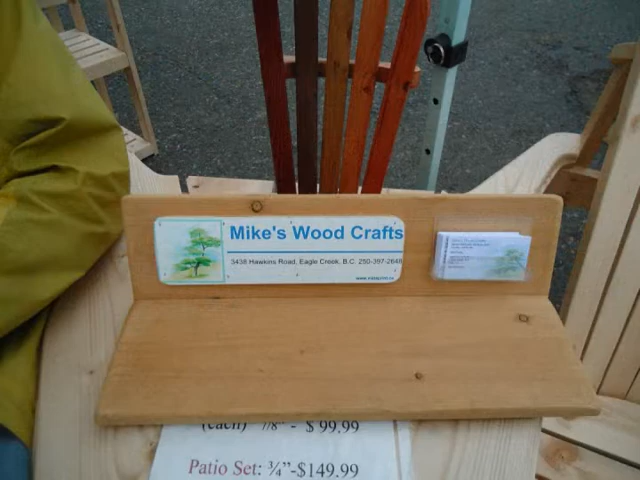 Mike's Wood Crafts
3438 Hawkins Road, Eagle Creek, B.C. 250-397-2648
(each) 7/8" - $ 99.99
Patio Set: ¾"-$149.99